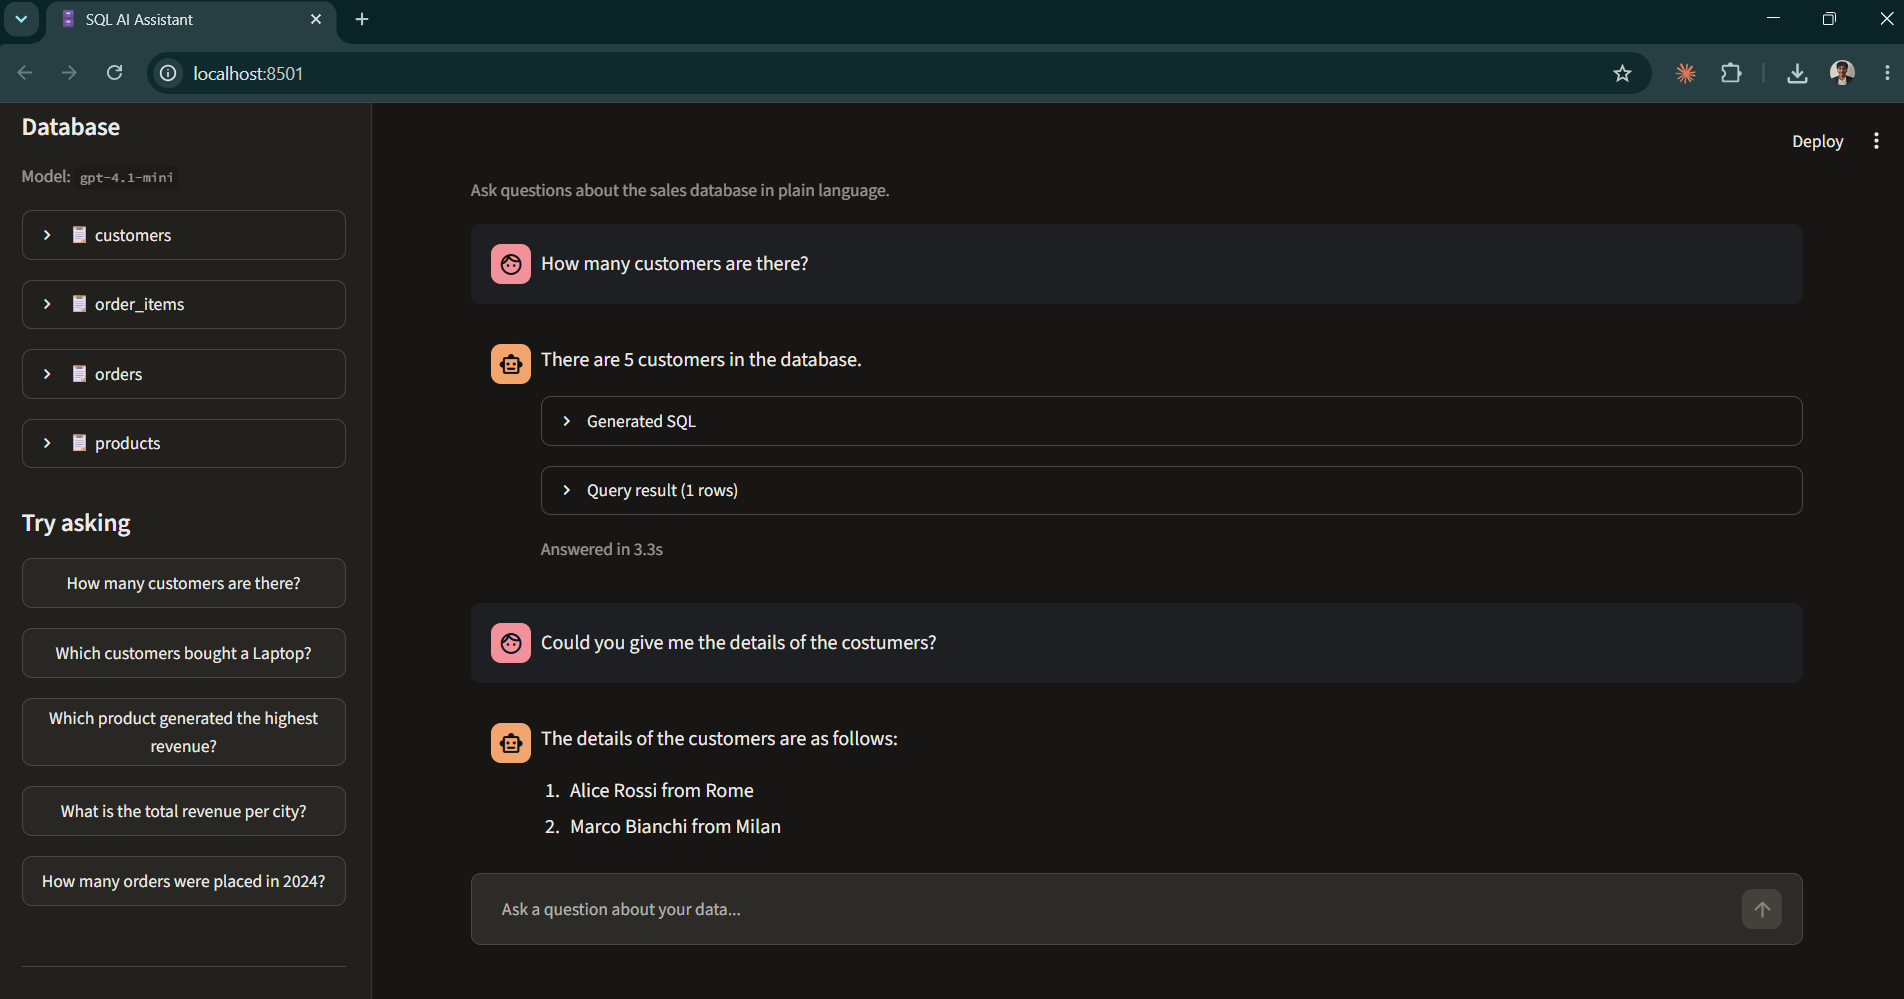 SQL AI Assistant
localhost:8501
Database
Model: gpt-4.1-mini
customers
order_items
orders
products
Try asking
How many customers are there?
Which customers bought a Laptop?
Which product generated the highest
revenue?
What is the total revenue per city?
How many orders were placed in 2024?
Deploy
Ask questions about the sales database in plain language.
How many customers are there?
There are 5 customers in the database.
Generated SQL
Query result (1 rows)
Answered in 3.3s
Could you give me the details of the costumers?
The details of the customers are as follows:
1. Alice Rossi from Rome
2. Marco Bianchi from Milan
Ask a question about your data...